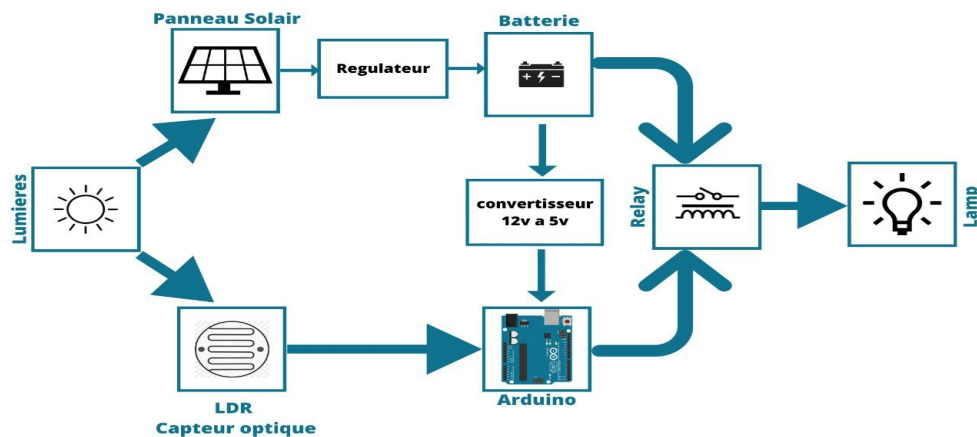 Panneau Solair
Batterie
Regulateur
Lumieres
convertisseur
12v a 5v
Relay
Lamp
LDR
Capteur optique
Arduino